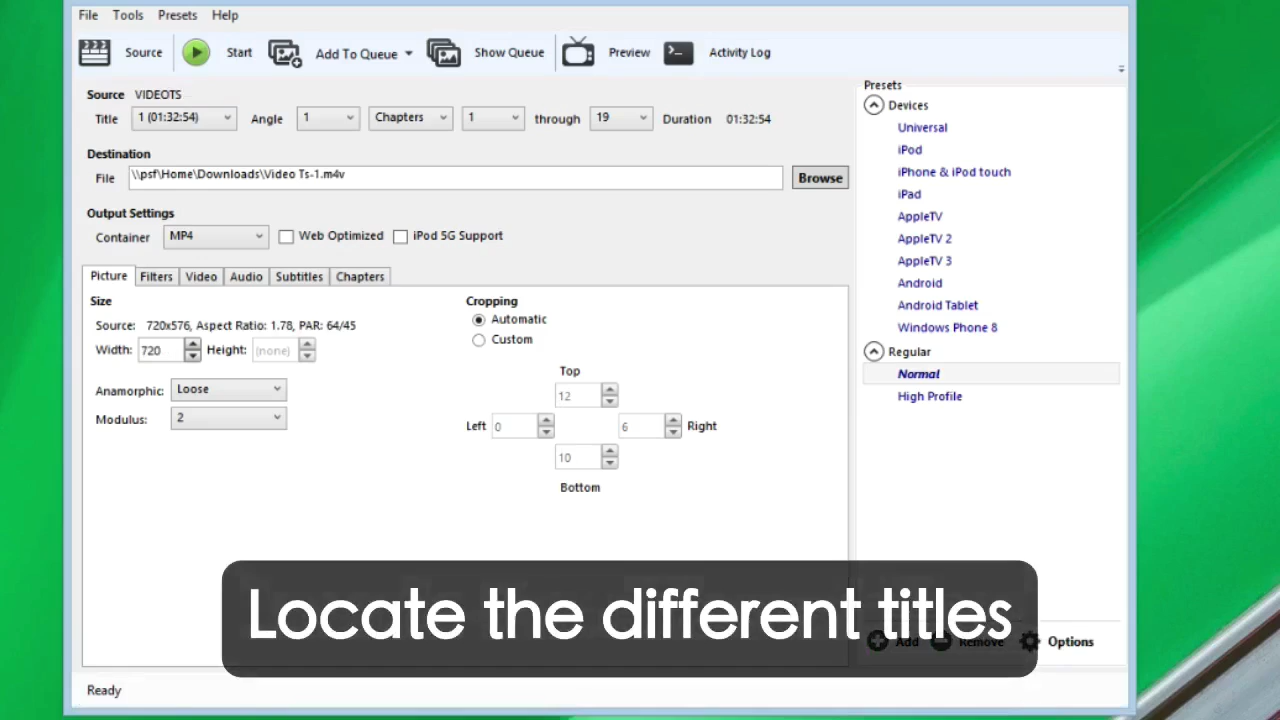 File Tools Presets Help
Source Start Add To Queue Show Queue Preview Activity Log
Source VIDEOTS
Title 1 (01:32:54) Angle 1 Chapters 1 through 19 Duration 01:32:54
Destination
File \\psf\Home\Downloads\Video Ts-1.m4v Browse
Output Settings
Container MP4 Web Optimized iPod 5G Support
Picture Filters Video Audio Subtitles Chapters
Size
Source: 720x576, Aspect Ratio: 1.78, PAR: 64/45
Width: 720 Height: (none)
Anamorphic: Loose
Modulus: 2
Cropping
Automatic
Custom
Top
12
Left 0 6 Right
10
Bottom
Presets
Devices
Universal
iPod
iPhone & iPod touch
iPad
AppleTV
AppleTV 2
AppleTV 3
Android
Android Tablet
Windows Phone 8
Regular
Normal
High Profile
Add Remove Options
Locate the different titles
Ready